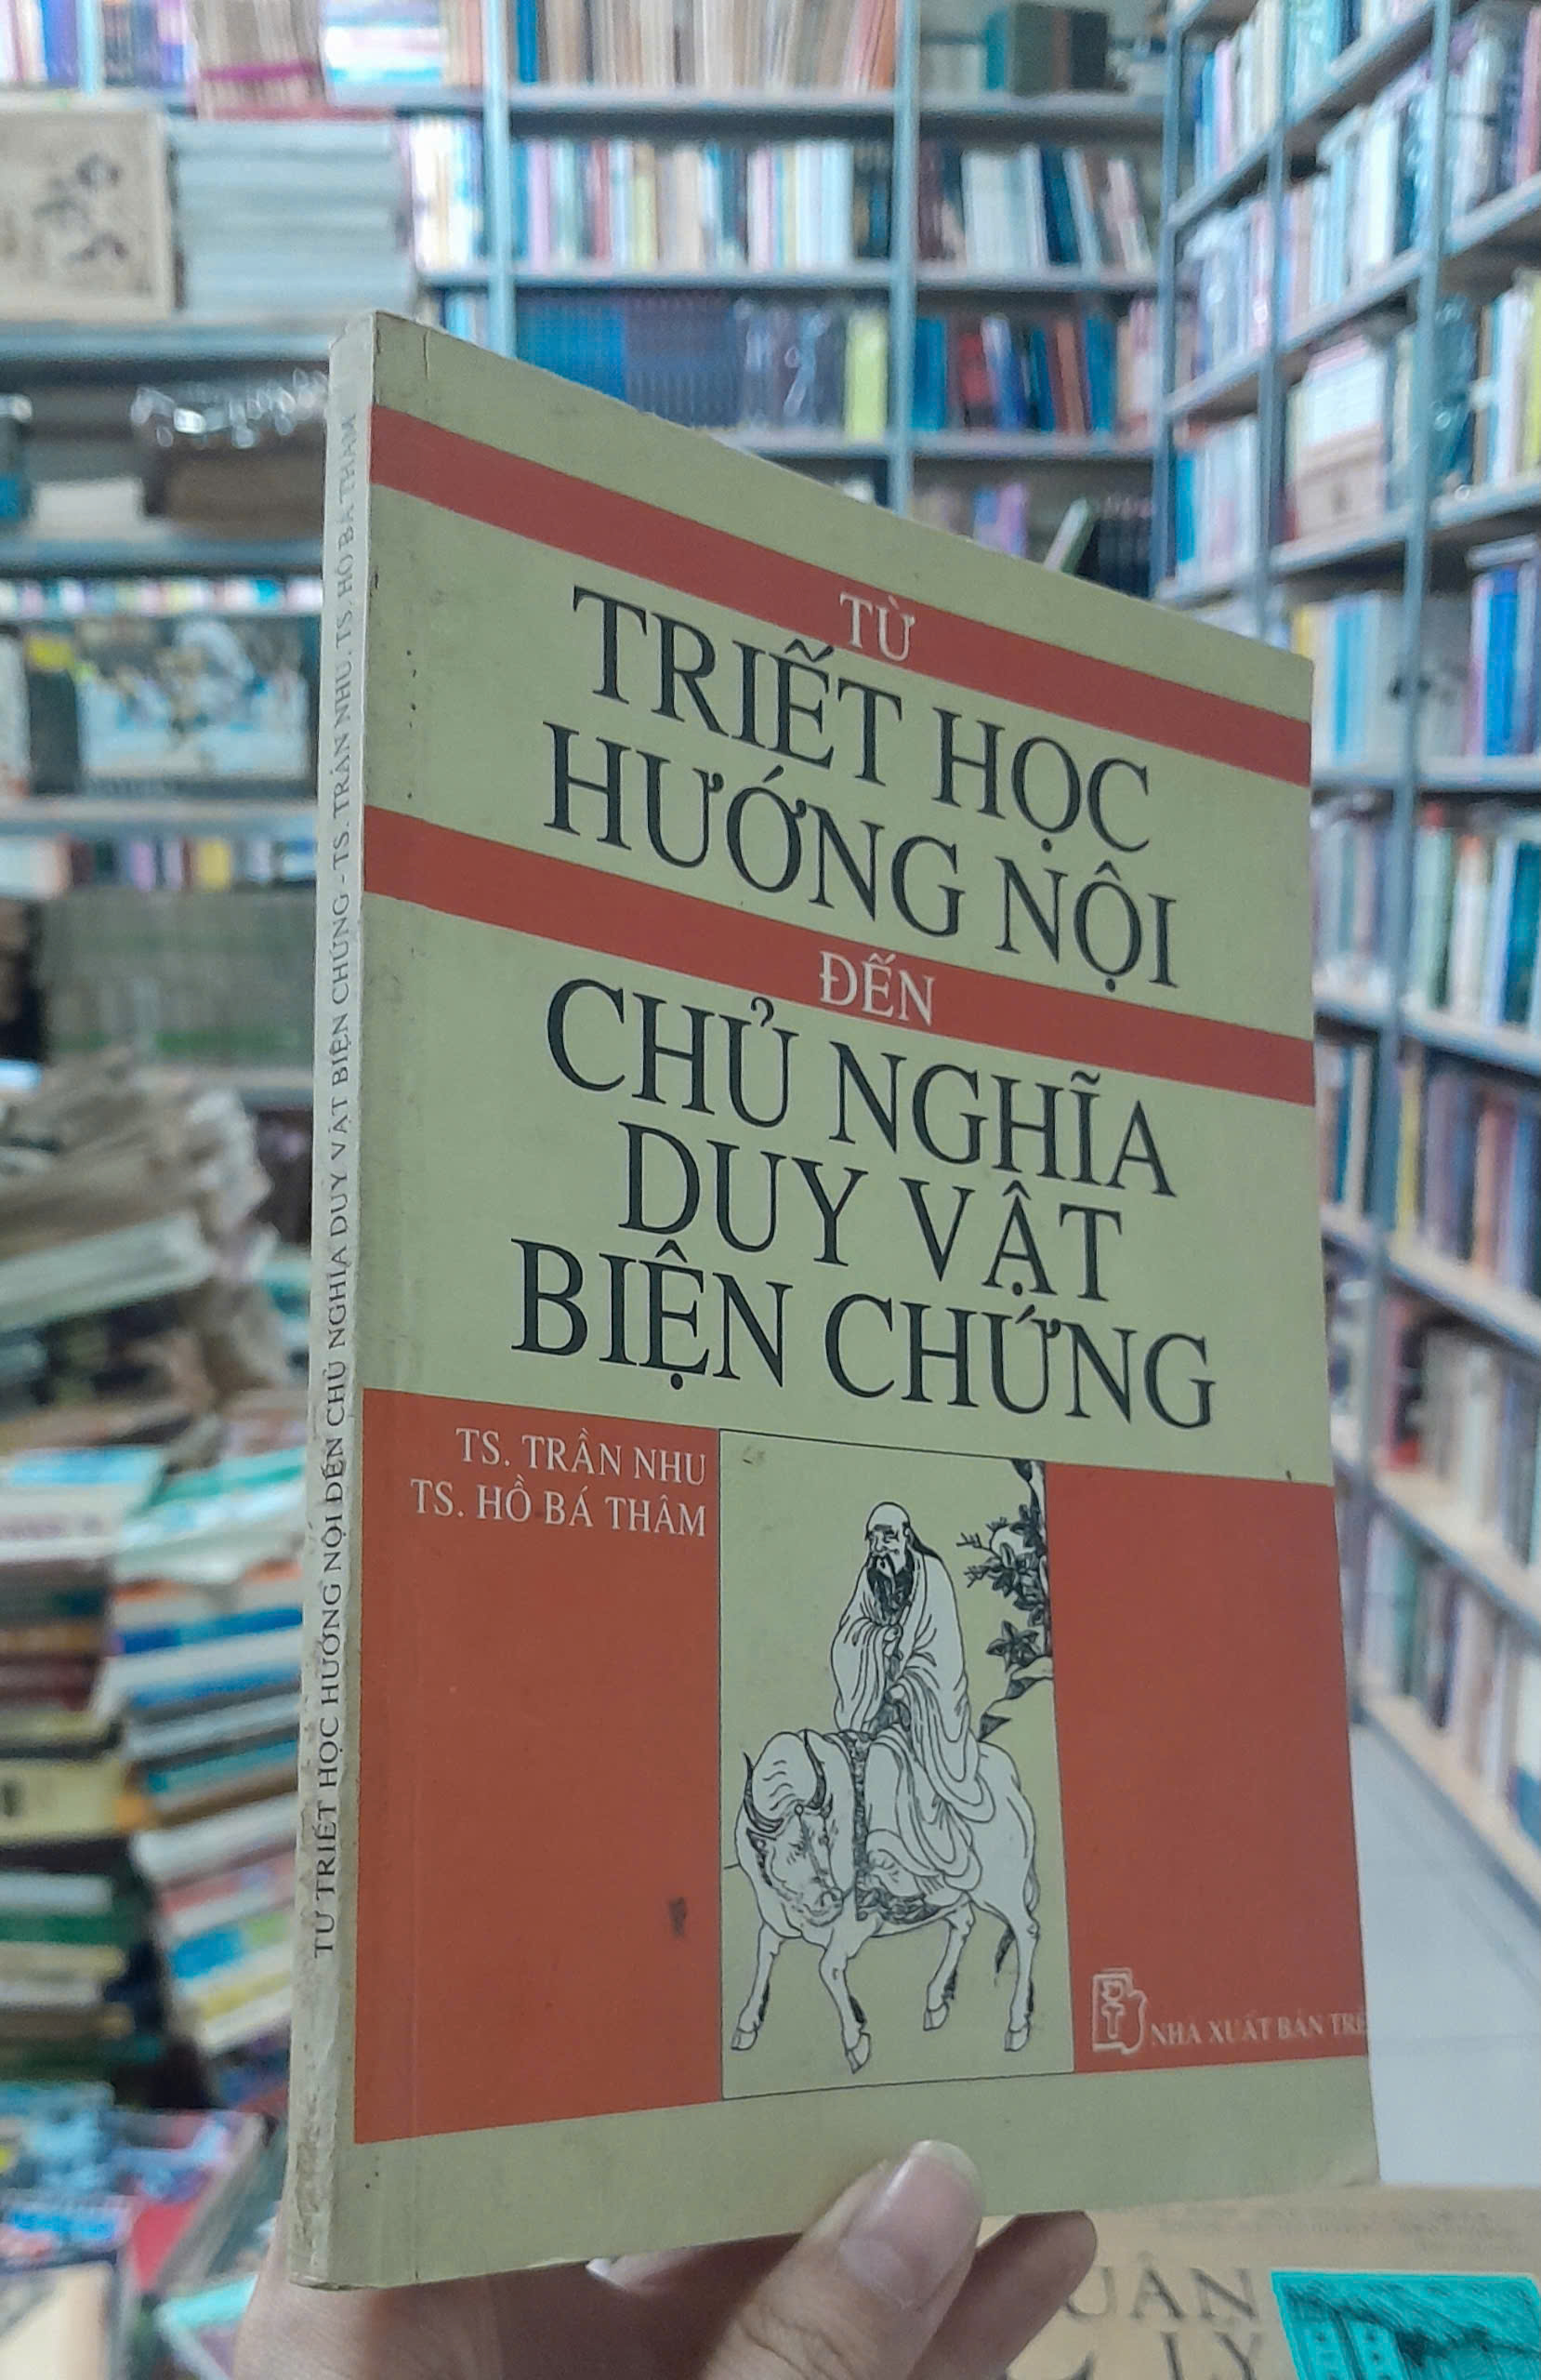 TỪ
TRIẾT HỌC
HƯỚNG NỘI
ĐẾN
CHỦ NGHĨA
DUY VẬT
BIỆN CHỨNG
TS. TRẦN NHU
TS. HỒ BÁ THÂM
NHÀ XUẤT BẢN TRẺ
TỪ TRIẾT HỌC HƯỚNG NỘI ĐẾN CHỦ NGHĨA DUY VẬT BIỆN CHỨNG - TS. TRẦN NHU, TS. HỒ BÁ THÂM
UÂN
LÝ